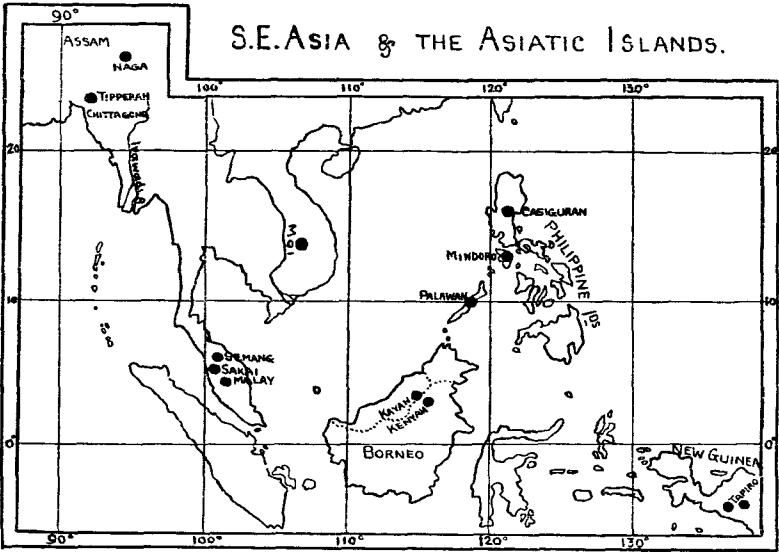 90°
S.E. ASIA & THE ASIATIC ISLANDS.
ASSAM
NAGA
TIPPERAH
CHITTAGONG
100°
110°
120°
130°
20
20
IRAWADDI
MOI
CASIGURAN
MINDORO
PHILIPPINE IDS
PALAWAN
10
10
SEMANG
SAKAI
MALAY
KAYAN
KENYAH
BORNEO
NEW GUINEA
TAPIRO
0°
0°
90°
100°
110°
120°
130°